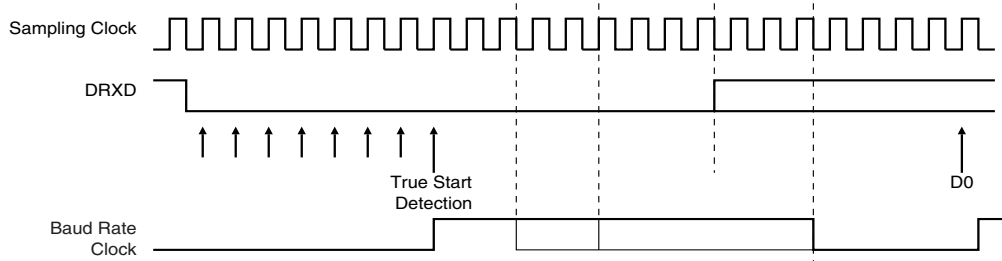 Sampling Clock
DRXD
True Start
Detection
D0
Baud Rate
Clock